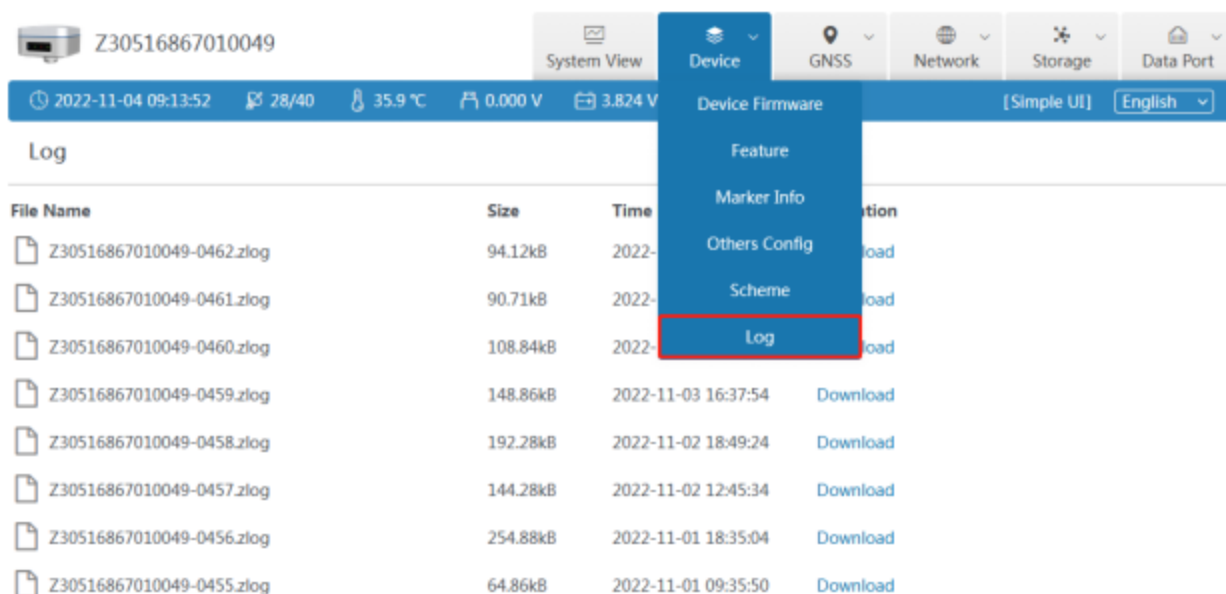 Z30516867010049
System View
Device
GNSS
Network
Storage
Data Port
2022-11-04 09:13:52 28/40 35.9 ℃ 0.000 V 3.824 V [Simple UI] English
Device Firmware
Feature
Marker Info
Others Config
Scheme
Log
Log
File Name Size Time
Z30516867010049-0462.zlog 94.12kB 2022-
Z30516867010049-0461.zlog 90.71kB 2022-
Z30516867010049-0460.zlog 108.84kB 2022-
Z30516867010049-0459.zlog 148.86kB 2022-11-03 16:37:54 Download
Z30516867010049-0458.zlog 192.28kB 2022-11-02 18:49:24 Download
Z30516867010049-0457.zlog 144.28kB 2022-11-02 12:45:34 Download
Z30516867010049-0456.zlog 254.88kB 2022-11-01 18:35:04 Download
Z30516867010049-0455.zlog 64.86kB 2022-11-01 09:35:50 Download